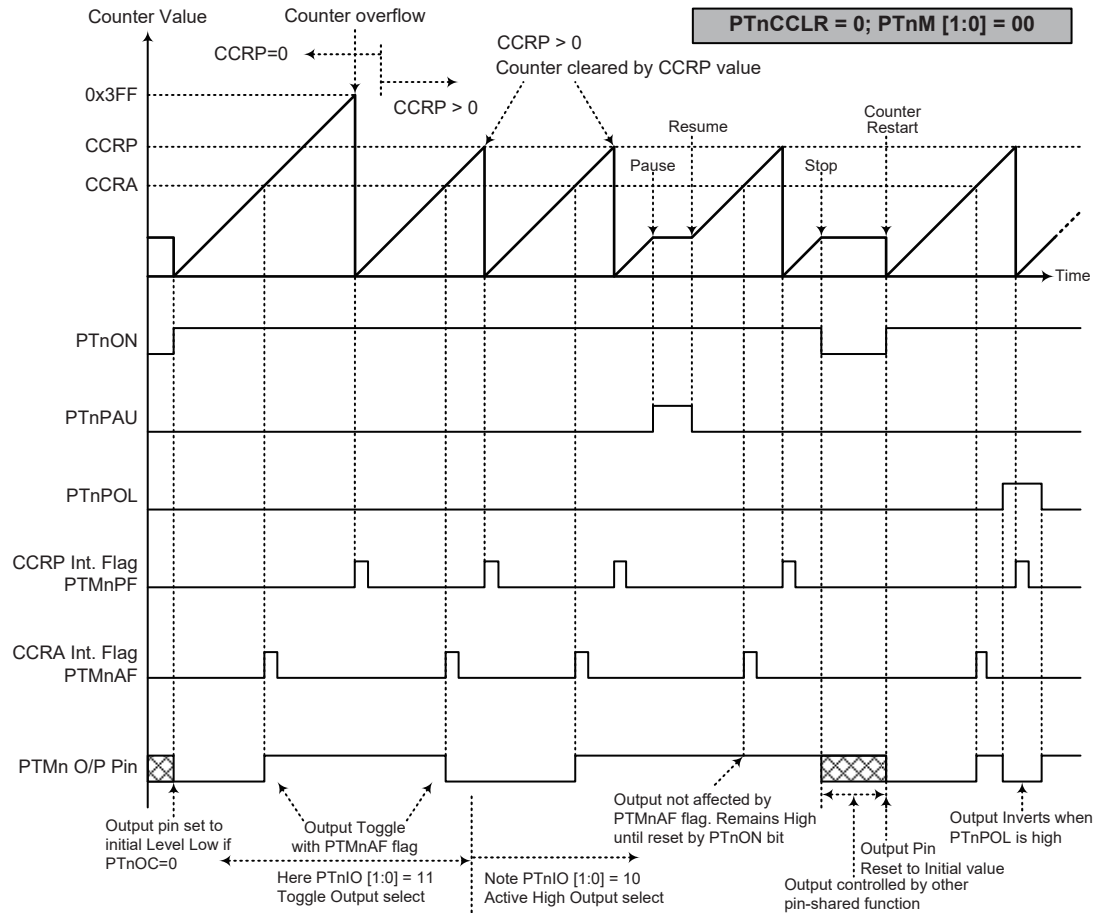 Counter Value
Counter overflow
PTnCCLR = 0; PTnM [1:0] = 00
CCRP=0
CCRP > 0
CCRP > 0
Counter cleared by CCRP value
0x3FF
CCRP
CCRA
Pause
Resume
Stop
Counter
Restart
Time
PTnON
PTnPAU
PTnPOL
CCRP Int. Flag
PTMnPF
CCRA Int. Flag
PTMnAF
PTMn O/P Pin
Output pin set to
initial Level Low if
PTnOC=0
Output Toggle
with PTMnAF flag
Here PTnIO [1:0] = 11
Toggle Output select
Note PTnIO [1:0] = 10
Active High Output select
Output not affected by
PTMnAF flag. Remains High
until reset by PTnON bit
Output Pin
Reset to Initial value
Output controlled by other
pin-shared function
Output Inverts when
PTnPOL is high